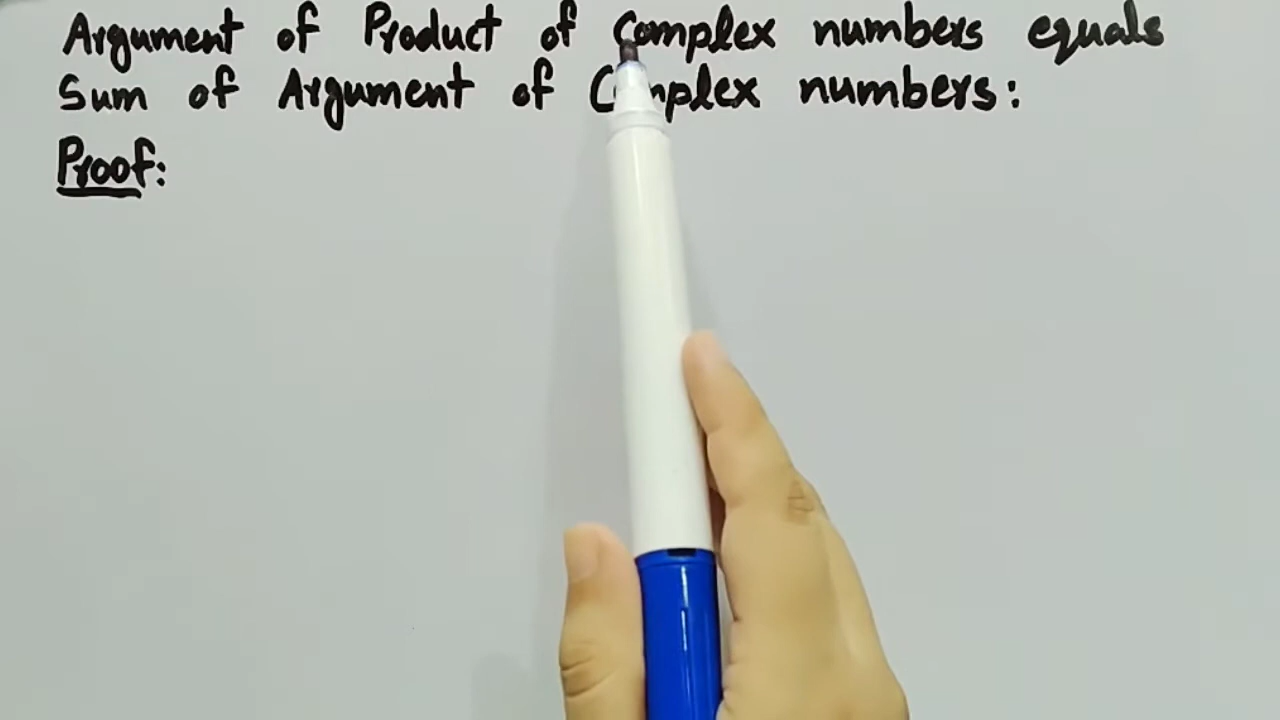 Argument of Product of Complex numbers equals
Sum of Argument of Complex numbers:
Proof: